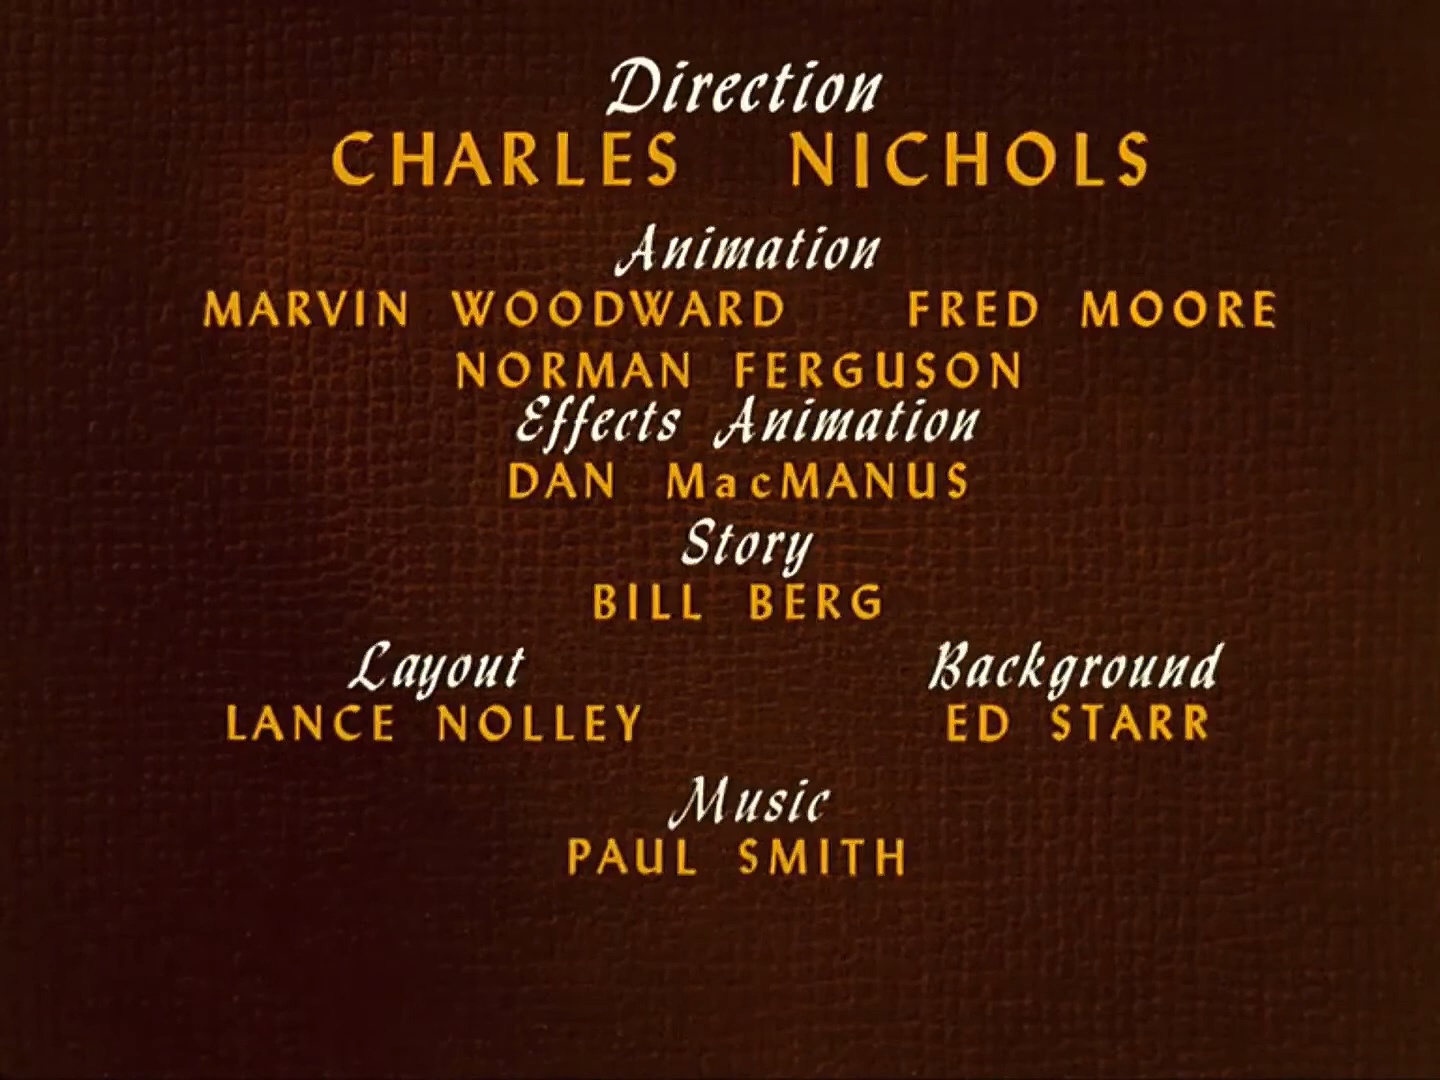 Direction
CHARLES NICHOLS
Animation
MARVIN WOODWARD FRED MOORE
NORMAN FERGUSON
Effects Animation
DAN MacMANUS
Story
BILL BERG
Layout Background
LANCE NOLLEY ED STARR
Music
PAUL SMITH